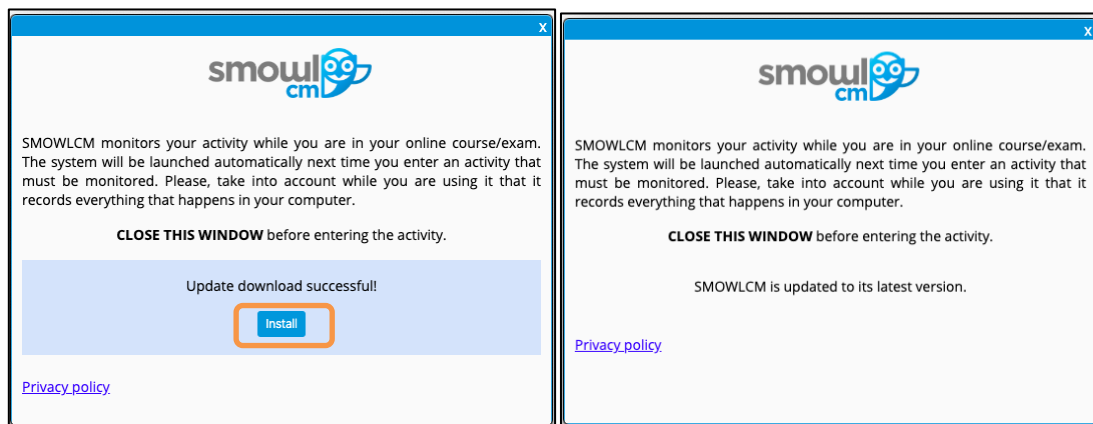 X
smowl
cm
SMOWLCM monitors your activity while you are in your online course/exam.
The system will be launched automatically next time you enter an activity that
must be monitored. Please, take into account while you are using it that it
records everything that happens in your computer.
CLOSE THIS WINDOW before entering the activity.
Update download successful!
Install
Privacy policy
X
smowl
cm
SMOWLCM monitors your activity while you are in your online course/exam.
The system will be launched automatically next time you enter an activity that
must be monitored. Please, take into account while you are using it that it
records everything that happens in your computer.
CLOSE THIS WINDOW before entering the activity.
SMOWLCM is updated to its latest version.
Privacy policy